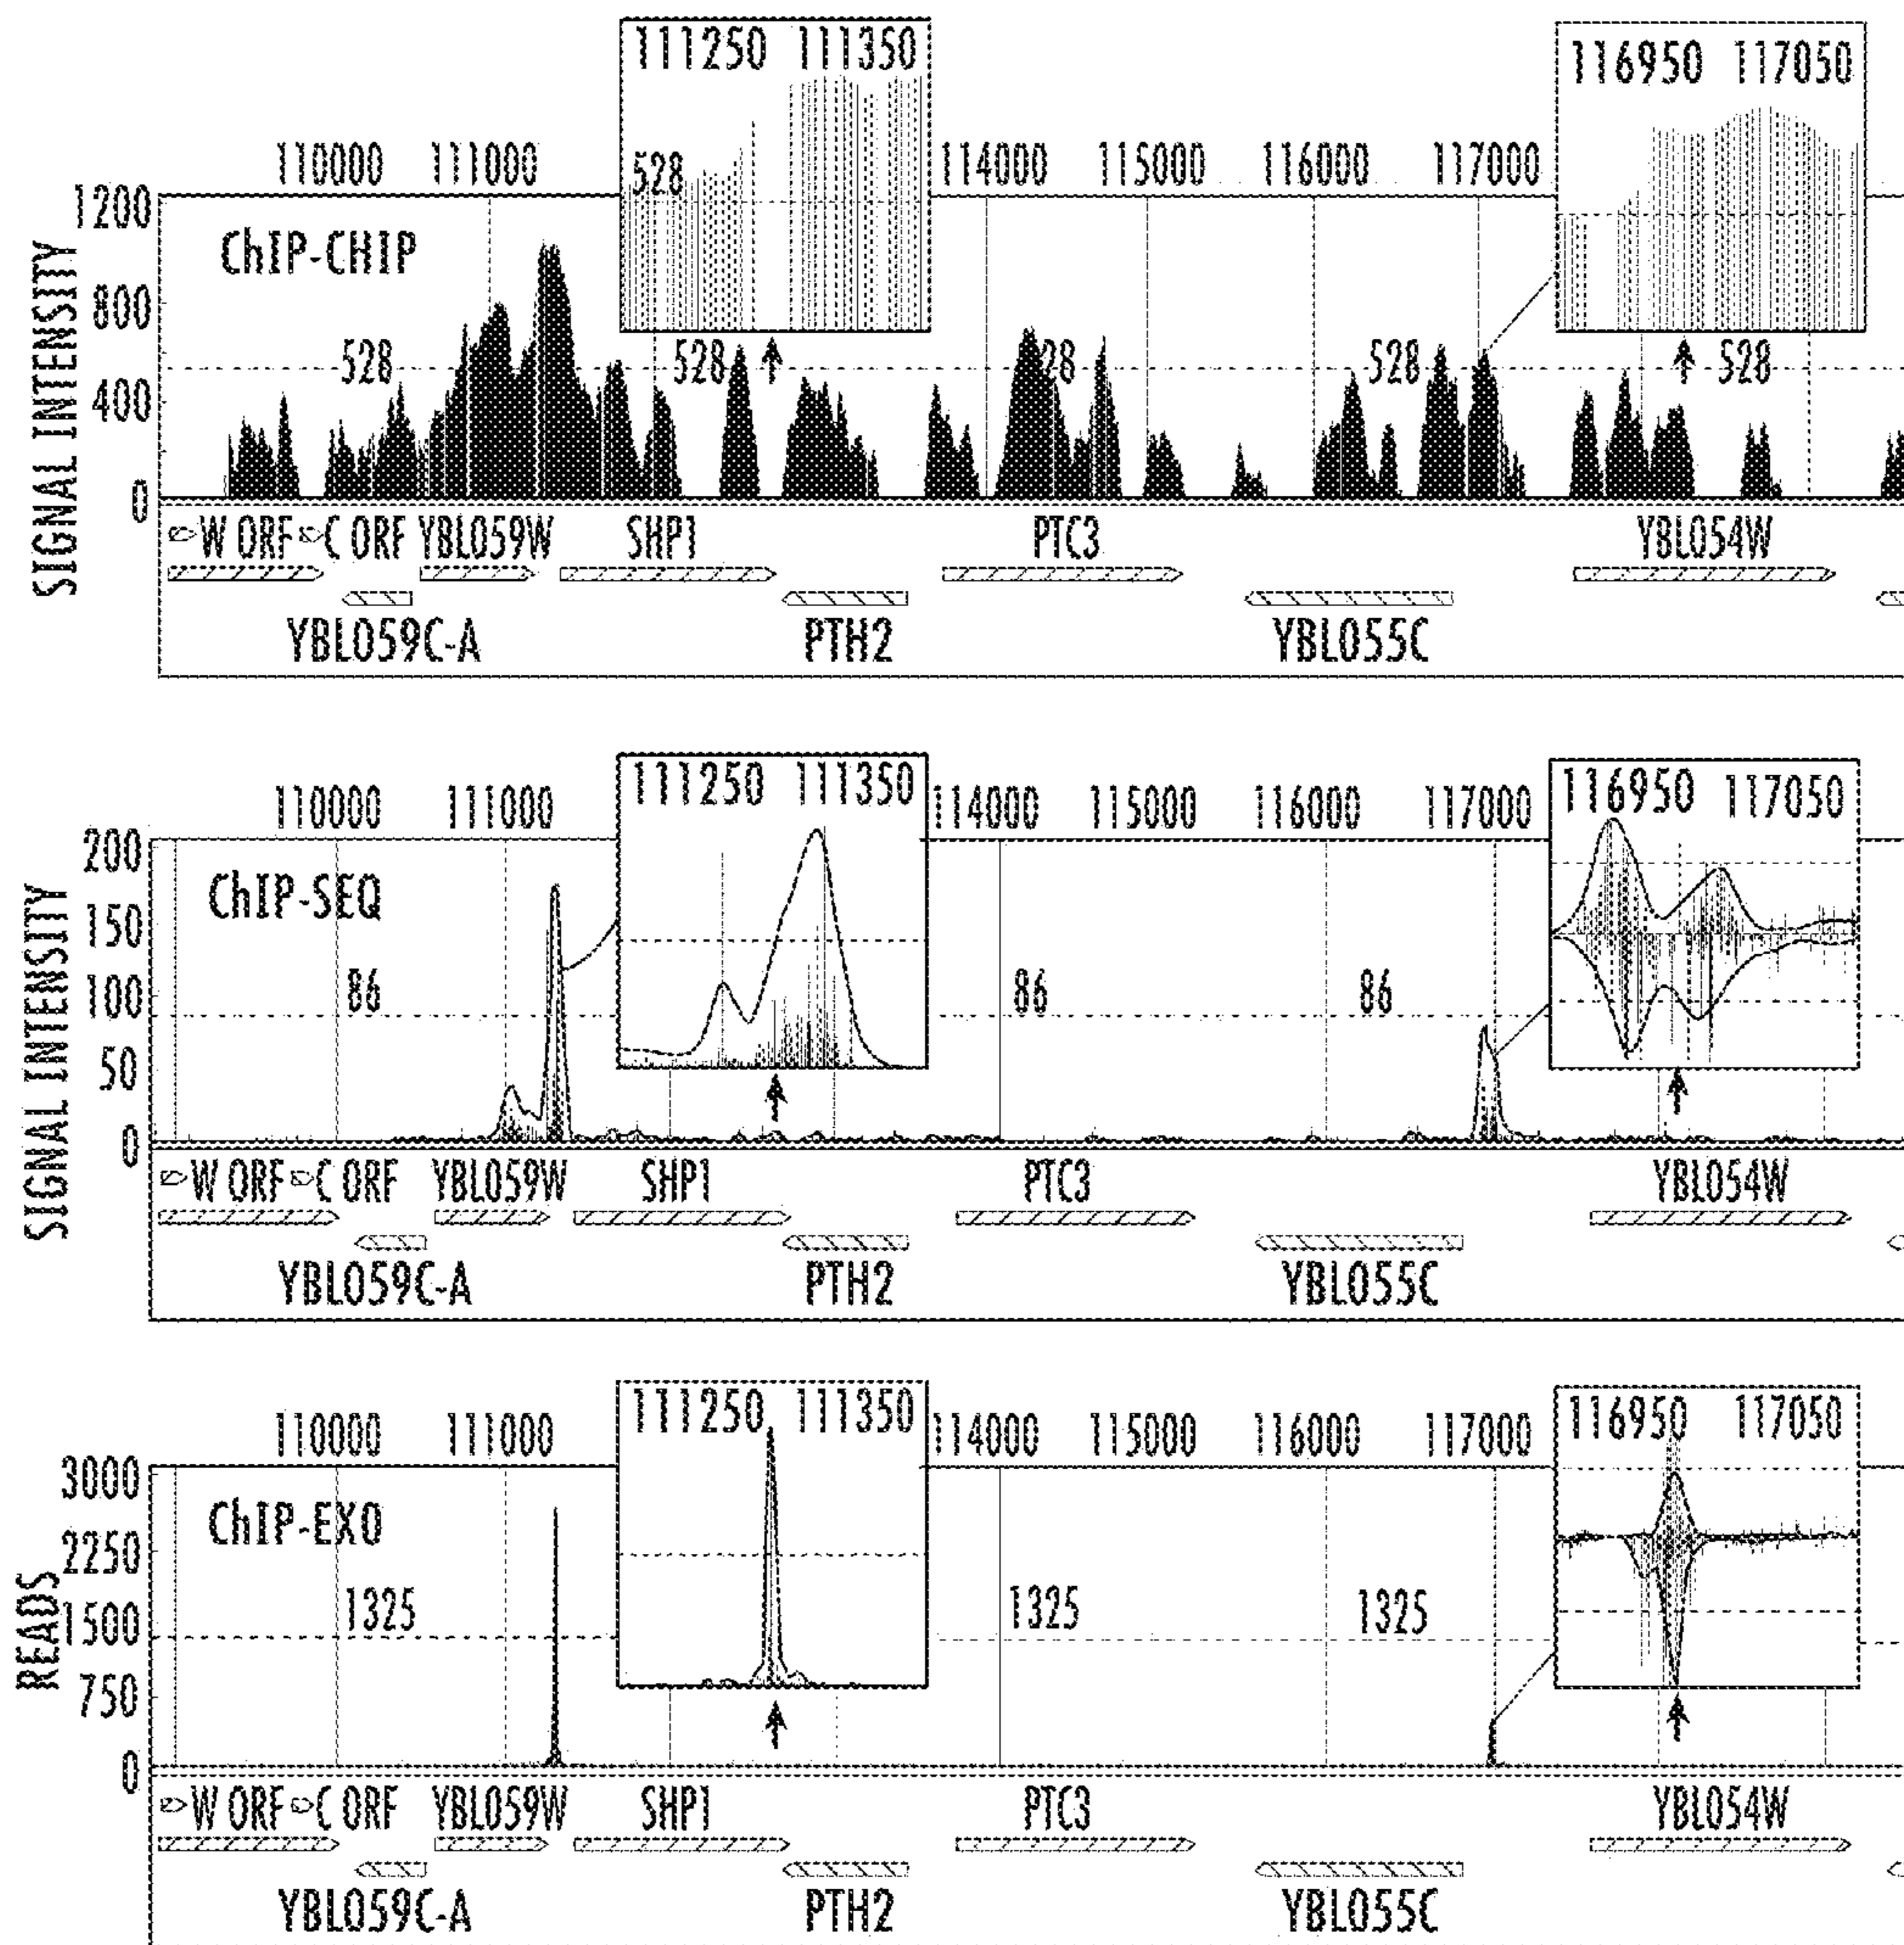 111250 111350
116950 117050
110000 111000 114000 115000 116000 117000
528
SIGNAL INTENSITY
1200
800
400
0
ChIP-CHIP
528 528 28 528 528
W ORF C ORF YBL059W SHP1 PTC3 YBL054W
YBL059C-A PTH2 YBL055C
111250 111350
116950 117050
110000 111000 114000 115000 116000 117000
SIGNAL INTENSITY
200
150
100
50
0
ChIP-SEQ
86 86 86
W ORF C ORF YBL059W SHP1 PTC3 YBL054W
YBL059C-A PTH2 YBL055C
111250 111350
116950 117050
110000 111000 114000 115000 116000 117000
READS
3000
2250
1500
750
0
ChIP-EXO
1325 1325 1325
W ORF C ORF YBL059W SHP1 PTC3 YBL054W
YBL059C-A PTH2 YBL055C